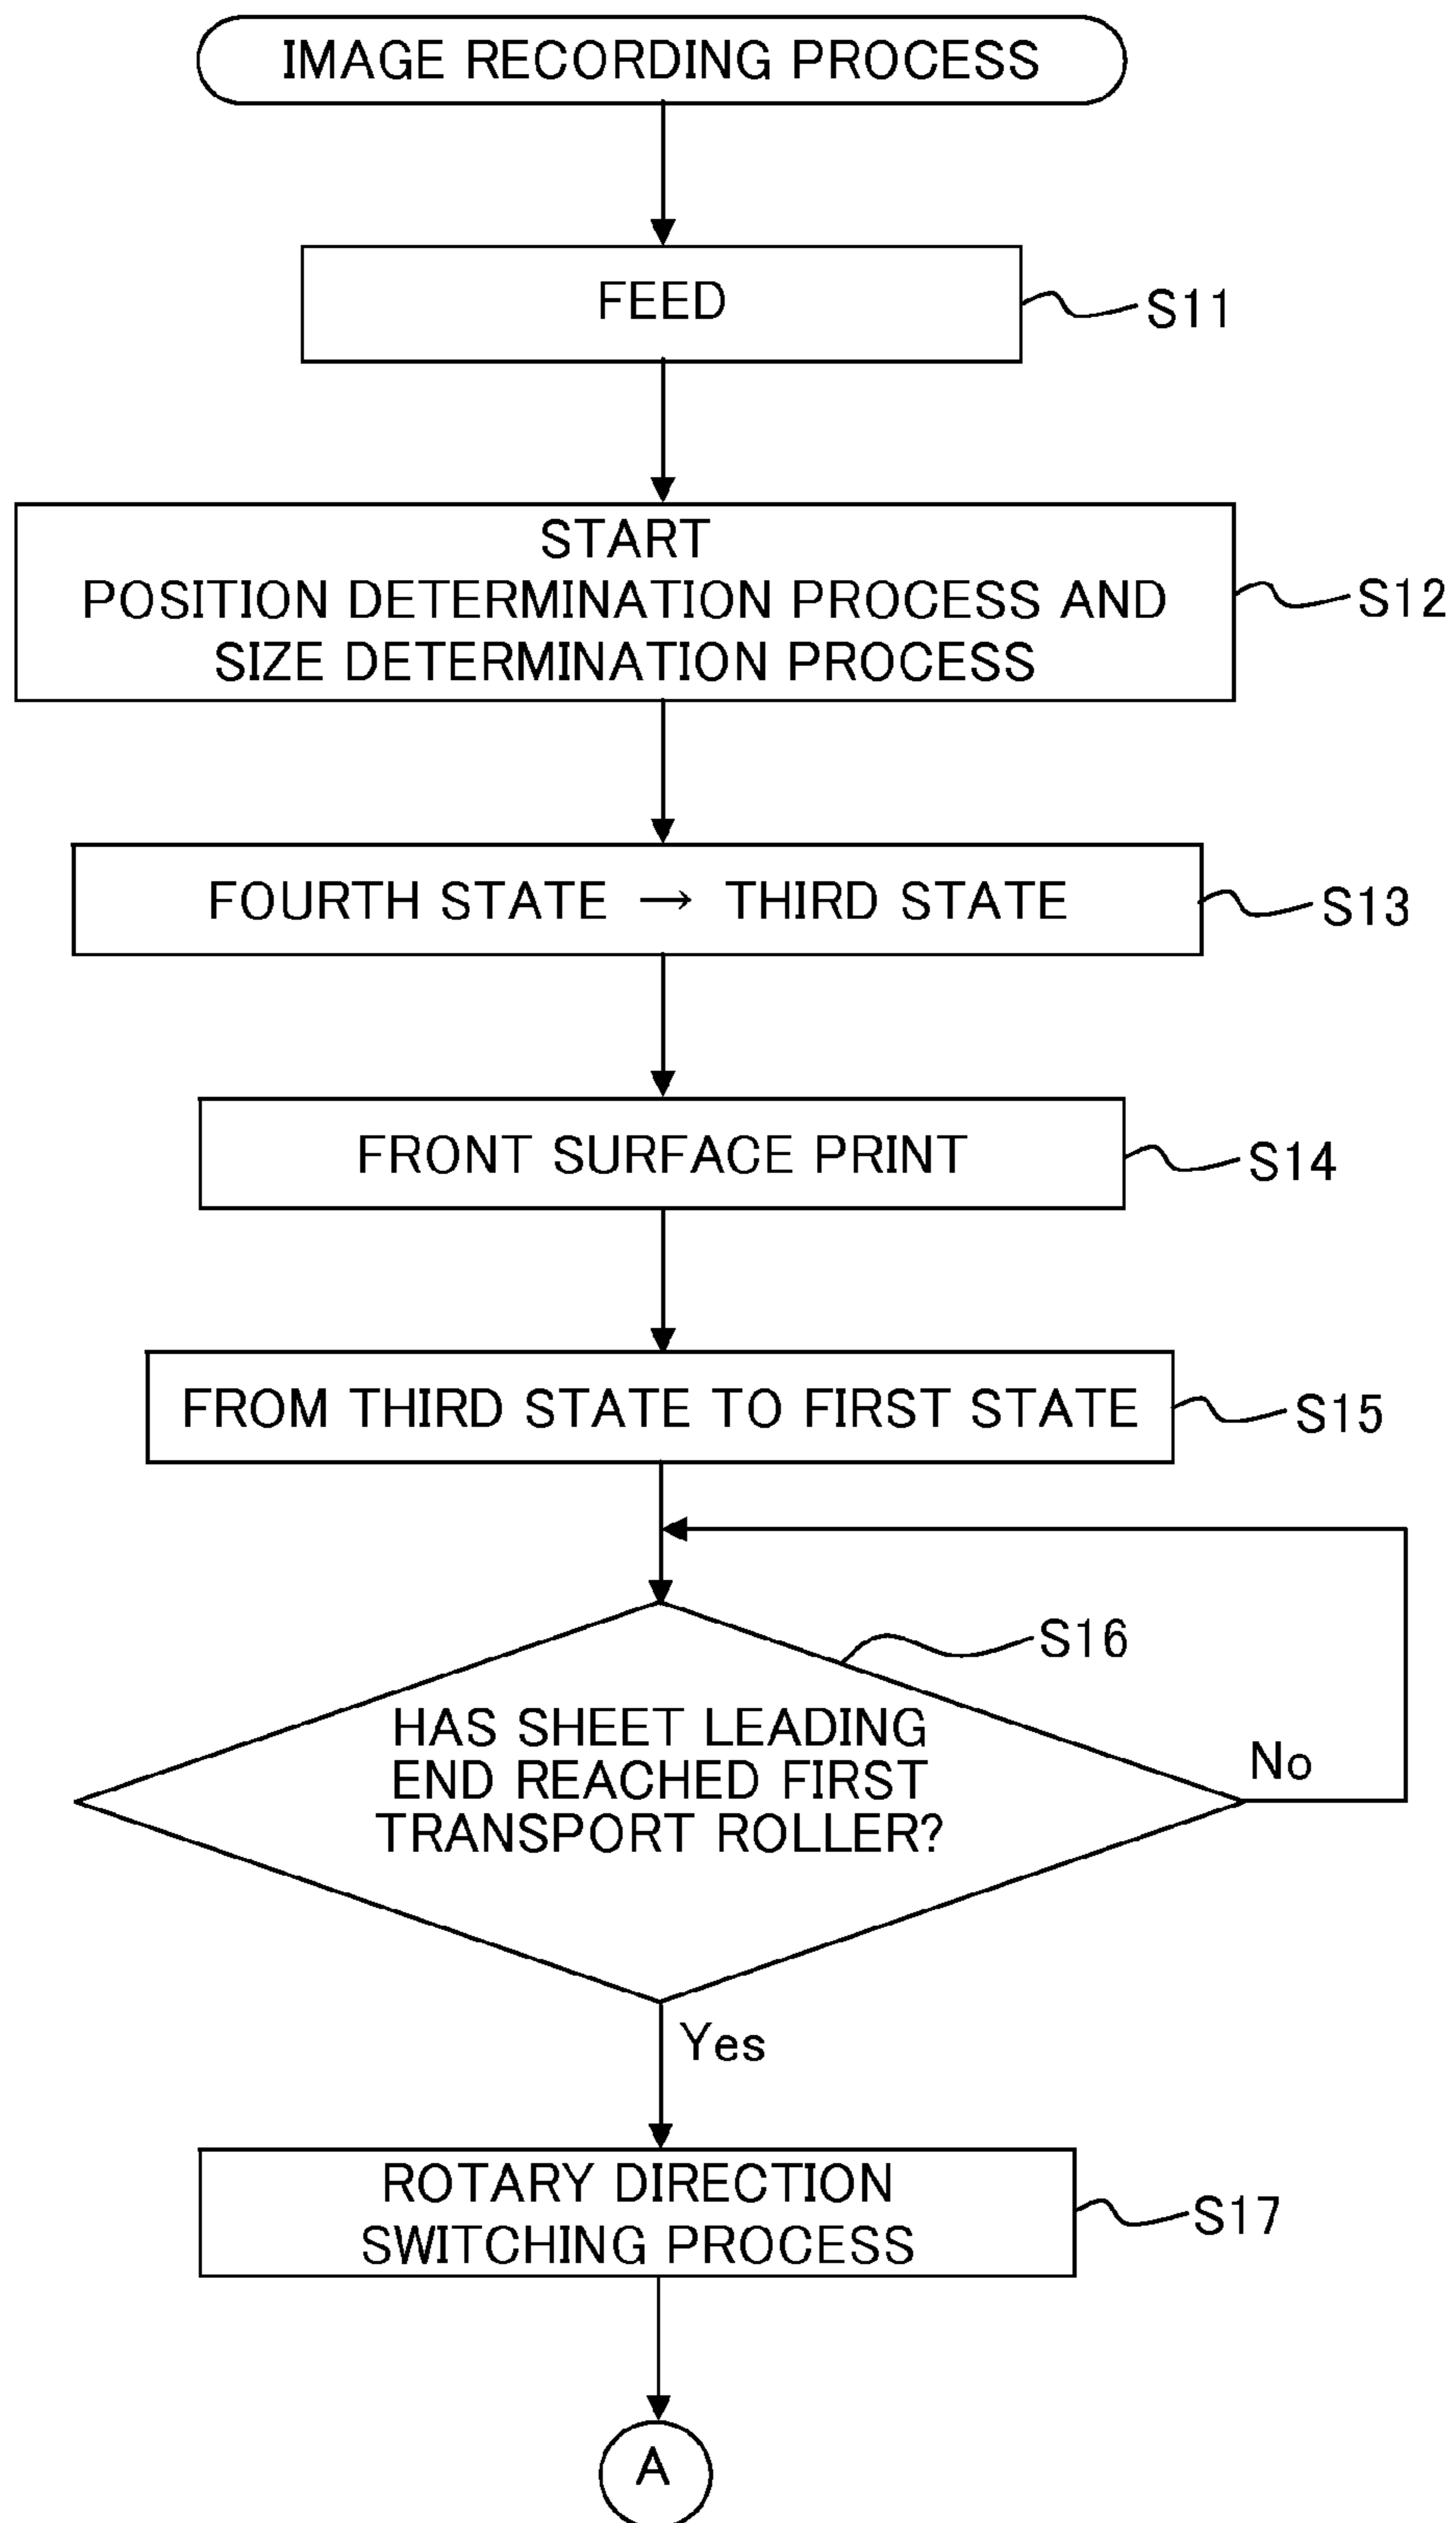 IMAGE RECORDING PROCESS
FEED
S11
START
POSITION DETERMINATION PROCESS AND
SIZE DETERMINATION PROCESS
S12
FOURTH STATE → THIRD STATE
S13
FRONT SURFACE PRINT
S14
FROM THIRD STATE TO FIRST STATE
S15
S16
HAS SHEET LEADING
END REACHED FIRST
TRANSPORT ROLLER?
No
Yes
ROTARY DIRECTION
SWITCHING PROCESS
S17
A